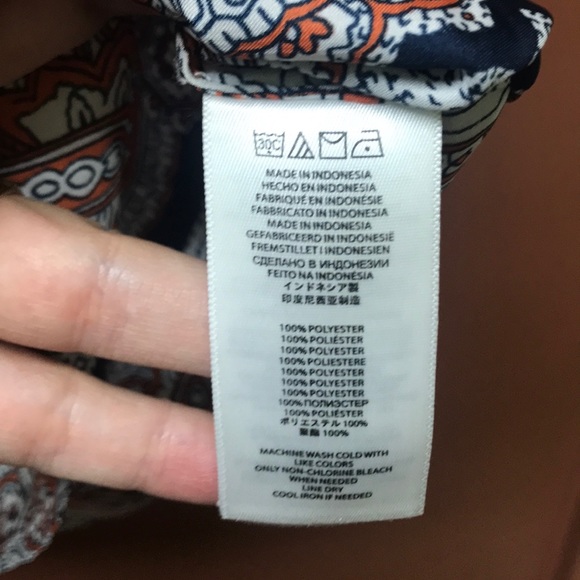 30C
MADE IN INDONESIA
HECHO EN INDONESIA
FABRIQUÉ EN INDONÉSIE
FABBRICATO IN INDONESIA
MADE IN INDONESIA
GEFABRICEERD IN INDONESIË
FREMSTILLET I INDONESIEN
СДЕЛАНО В ИНДОНЕЗИИ
FEITO NA INDONÉSIA
インドネシア製
印度尼西亚制造
100% POLYESTER
100% POLIÉSTER
100% POLYESTER
100% POLIESTERE
100% POLYESTER
100% POLYESTER
100% POLYESTER
100% ПОЛИЭСТЕР
100% POLIÉSTER
ポリエステル 100%
聚酯 100%
MACHINE WASH COLD WITH
LIKE COLORS
ONLY NON-CHLORINE BLEACH
WHEN NEEDED
LINE DRY
COOL IRON IF NEEDED